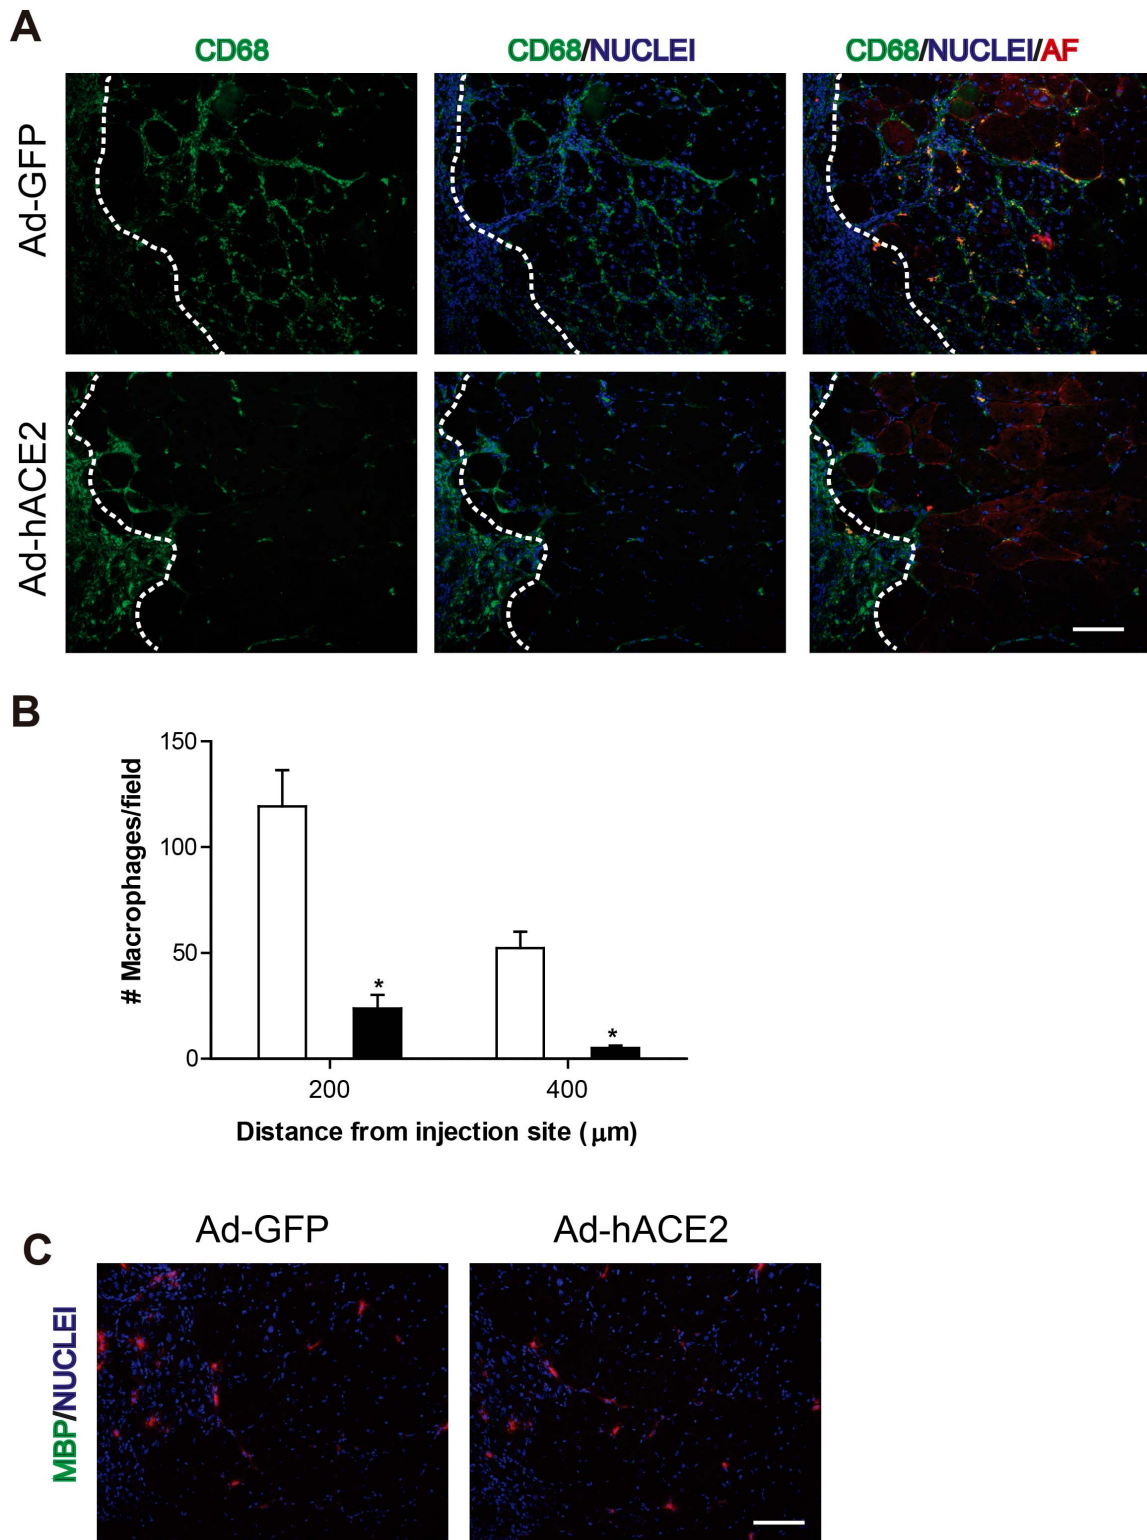 A
CD68
CD68/NUCLEI
CD68/NUCLEI/AF
Ad-GFP
Ad-hACE2
B
# Macrophages/field
150
100
50
0
*
*
200
400
Distance from injection site (μm)
C
Ad-GFP
Ad-hACE2
MBP/NUCLEI